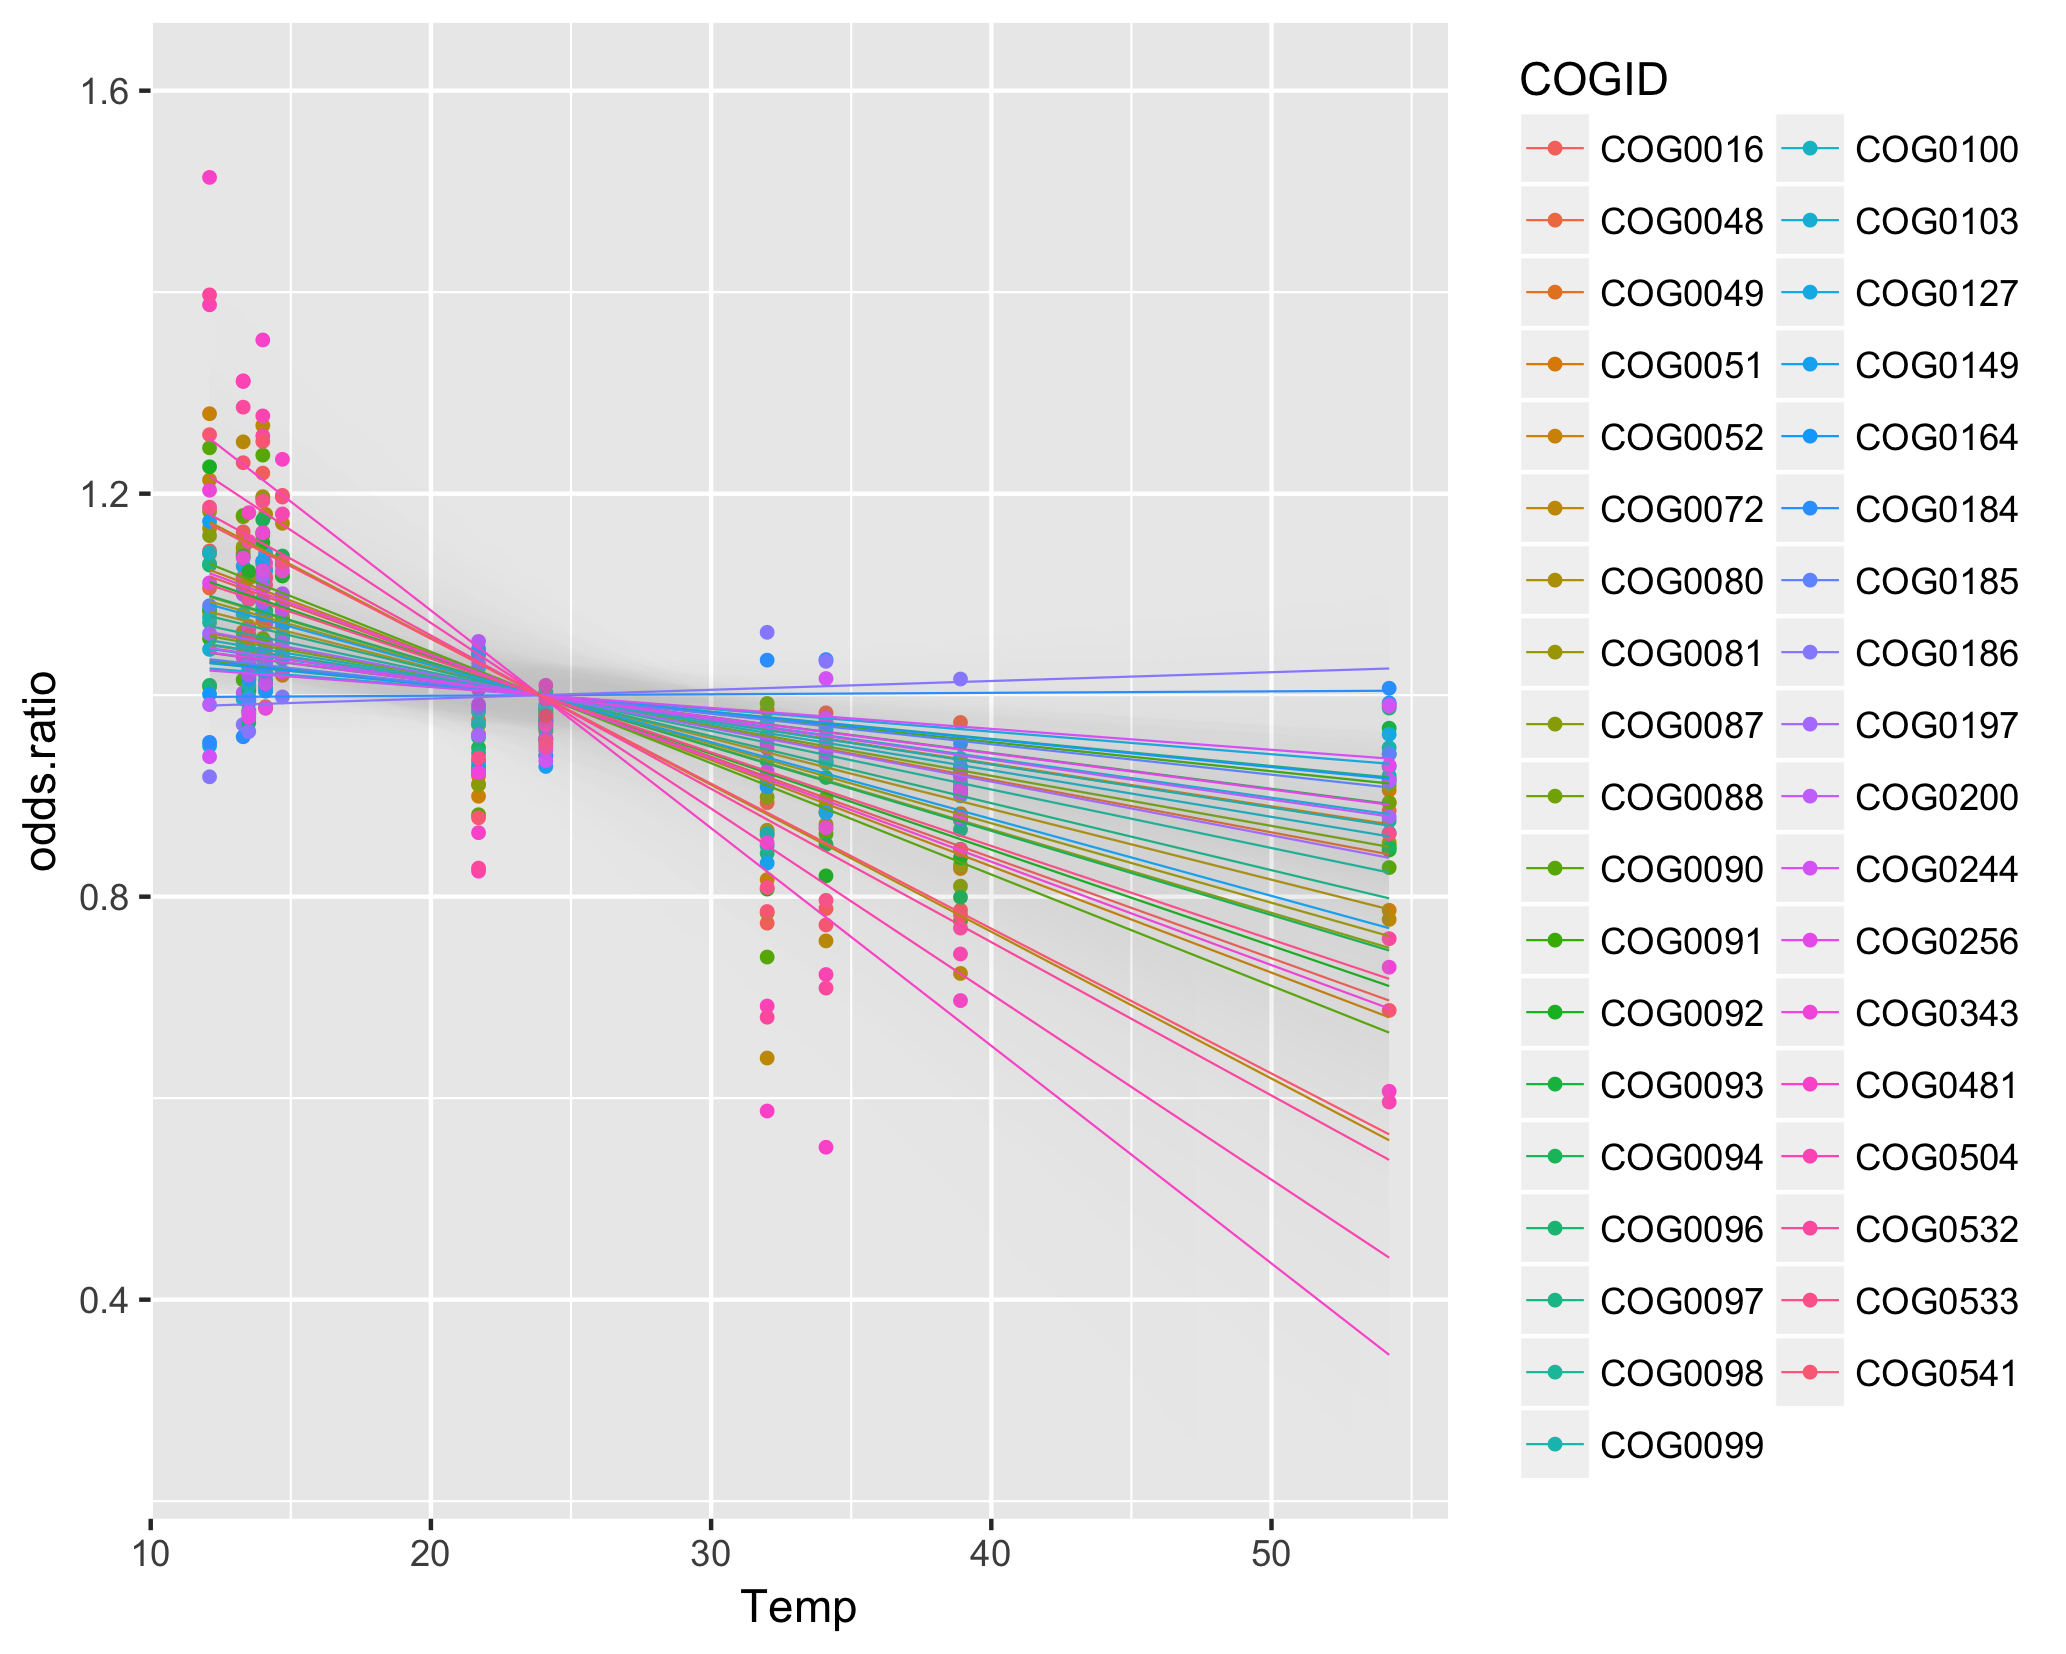 1.6
1.2
0.8
0.4
odds.ratio
10 20 30 40 50
Temp
COGID
COG0016 COG0100
COG0048 COG0103
COG0049 COG0127
COG0051 COG0149
COG0052 COG0164
COG0072 COG0184
COG0080 COG0185
COG0081 COG0186
COG0087 COG0197
COG0088 COG0200
COG0090 COG0244
COG0091 COG0256
COG0092 COG0343
COG0093 COG0481
COG0094 COG0504
COG0096 COG0532
COG0097 COG0533
COG0098 COG0541
COG0099